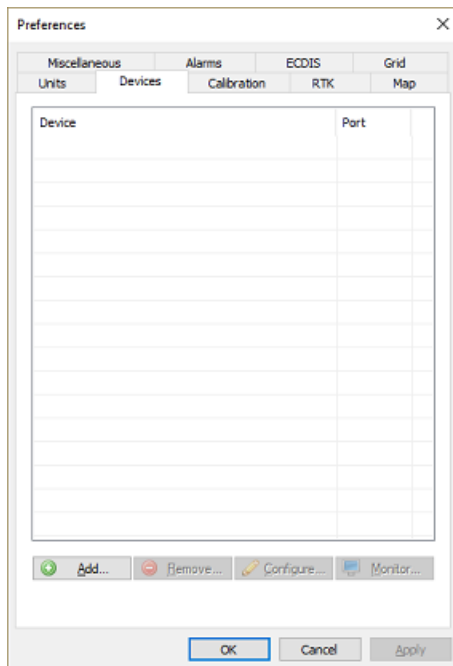 Preferences
Miscellaneous Alarms ECDIS Grid
Units Devices Calibration RTK Map
Device Port
Add... Remove... Configure... Monitor...
OK Cancel Apply